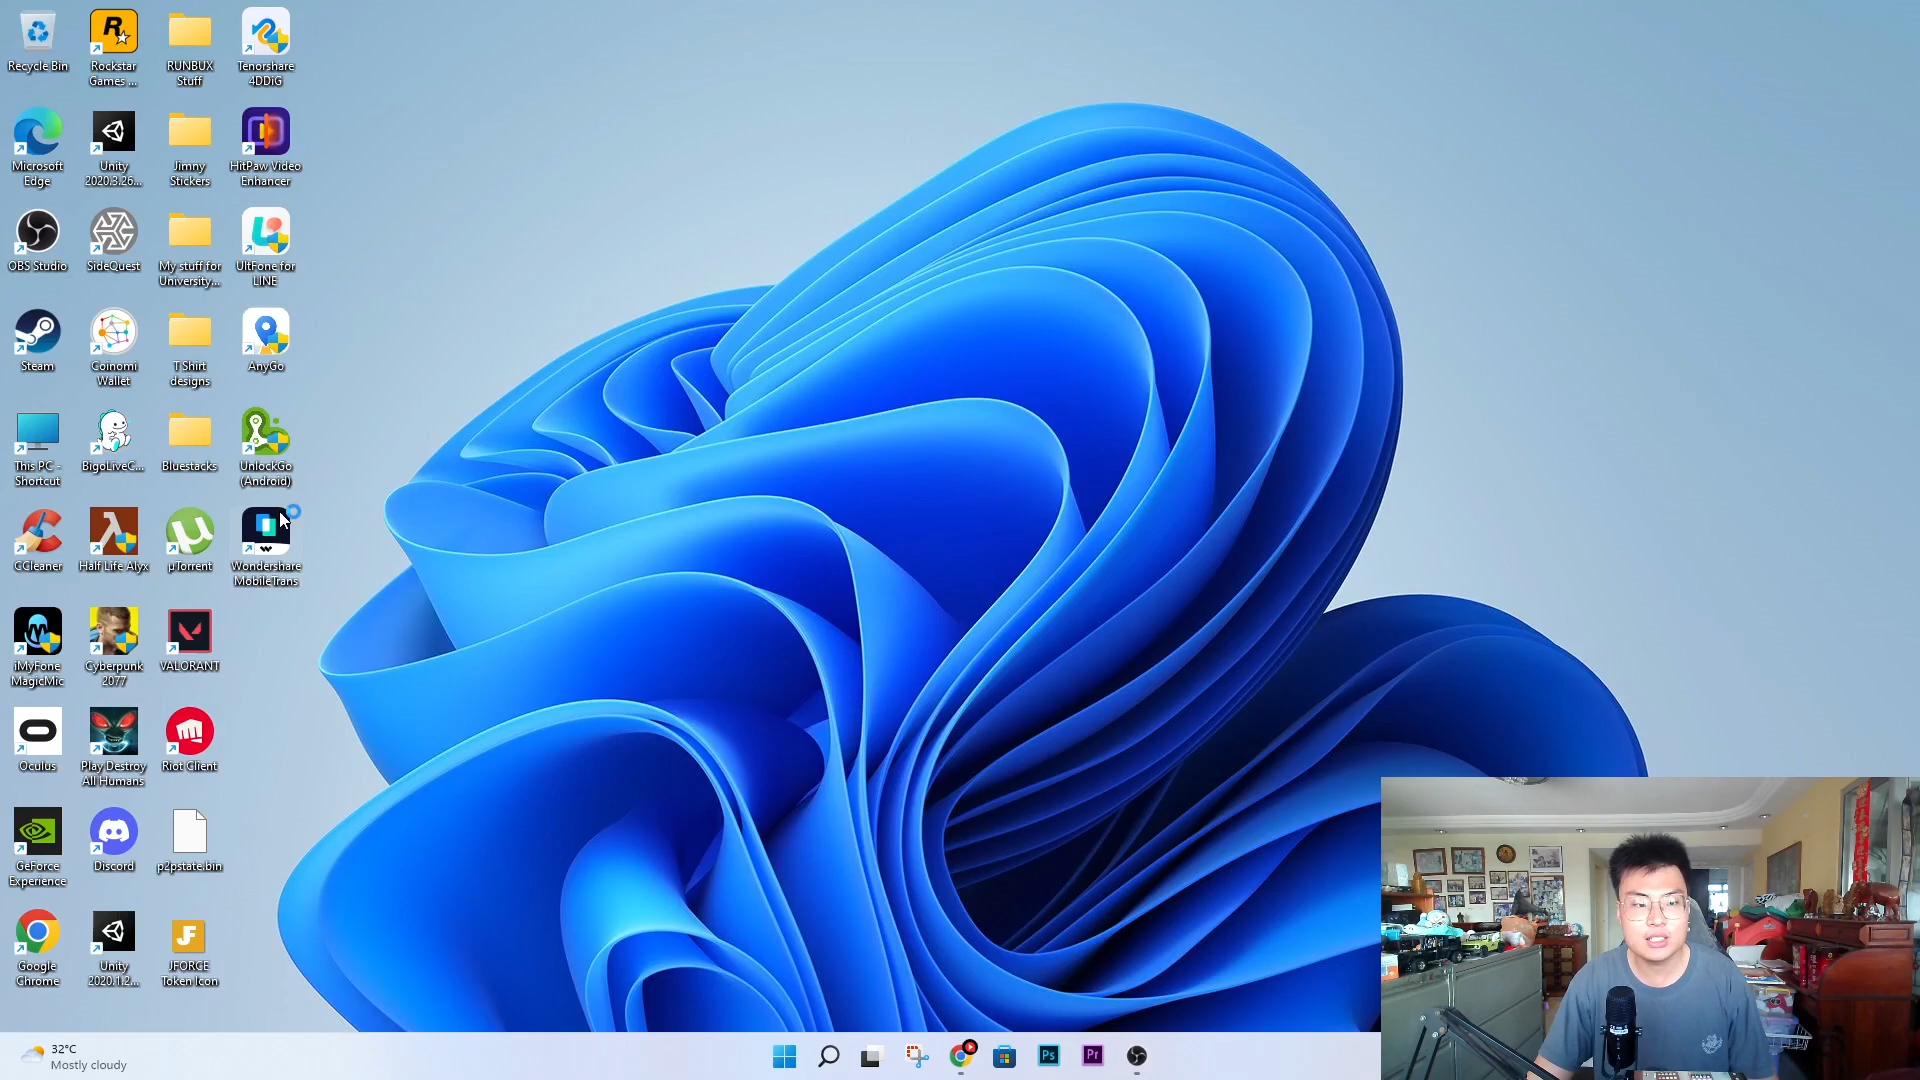 Recycle Bin
Rockstar
Games ...
RUNBUX
Stuff
Tenorshare
4DDiG
Microsoft
Edge
Unity
2020.3.26...
Jimny
Stickers
HitPaw Video
Enhancer
OBS Studio
SideQuest
My stuff for
University...
UltFone for
LINE
Steam
Coinomi
Wallet
T Shirt
designs
AnyGo
This PC -
Shortcut
BigoLiveC...
Bluestacks
UnlockGo
(Android)
CCleaner
Half Life Alyx
µTorrent
Wondershare
MobileTrans
iMyFone
MagicMic
Cyberpunk
2077
VALORANT
Oculus
Play Destroy
All Humans
Riot Client
GeForce
Experience
Discord
p2pstate.bin
Google
Chrome
Unity
2020.1.2...
JF
JFORCE
Token Icon
32°C
Mostly cloudy
Ps
Pr